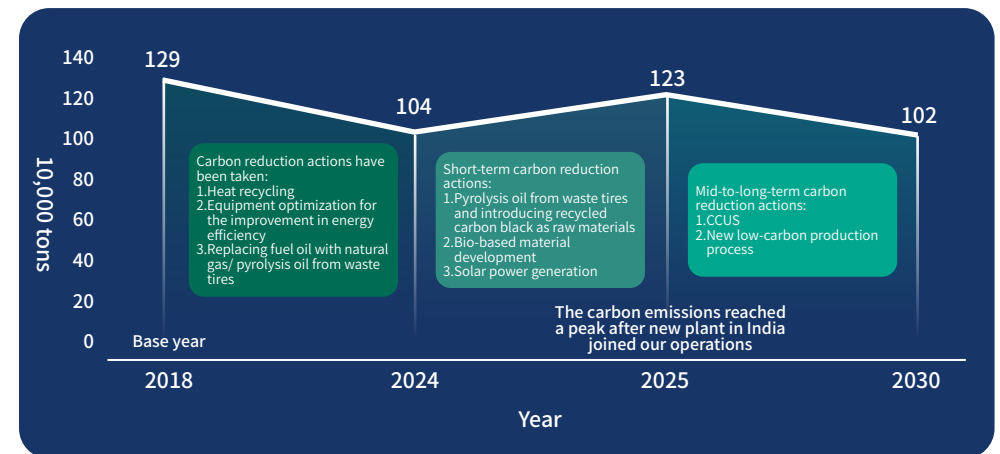 140
120
100
80
60
40
20
0
10,000 tons
129
104
123
102
Carbon reduction actions have
been taken:
1.Heat recycling
2.Equipment optimization for
the improvement in energy
efficiency
3.Replacing fuel oil with natural
gas/ pyrolysis oil from waste
tires
Short-term carbon reduction
actions:
1.Pyrolysis oil from waste tires
and introducing recycled
carbon black as raw materials
2.Bio-based material
development
3.Solar power generation
Mid-to-long-term carbon
reduction actions:
1.CCUS
2.New low-carbon production
process
The carbon emissions reached
a peak after new plant in India
joined our operations
Base year
2018
2024
2025
2030
Year